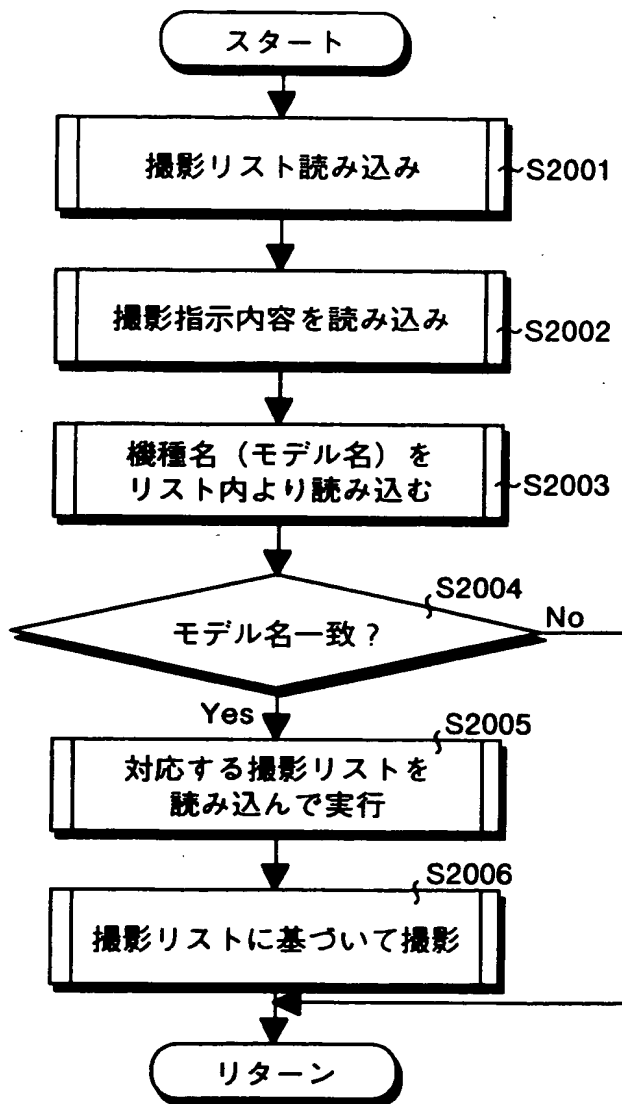 スタート
撮影リスト読み込み
S2001
撮影指示内容を読み込み
S2002
機種名（モデル名）を
リスト内より読み込む
S2003
S2004
モデル名一致？
No
Yes
S2005
対応する撮影リストを
読み込んで実行
S2006
撮影リストに基づいて撮影
リターン